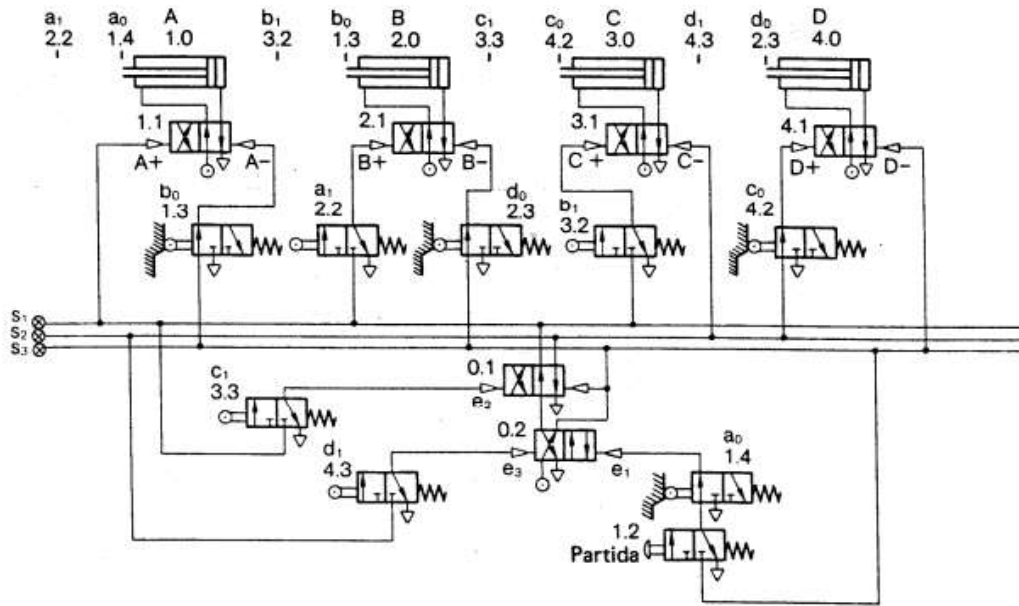 a₁ a₀ A b₁ b₀ B c₁ c₀ C d₁ d₀ D
2.2 1.4 1.0 3.2 1.3 2.0 3.3 4.2 3.0 4.3 2.3 4.0
1.1 2.1 3.1 4.1
A+ A- B+ B- C+ C- D+ D-
b₀ a₁ d₀ b₁ c₀
1.3 2.2 2.3 3.2 4.2
S₁
S₂
S₃
c₁ 0.1
3.3 e₂
0.2
d₁ e₃ e₁ a₀
4.3 1.4
1.2
Partida